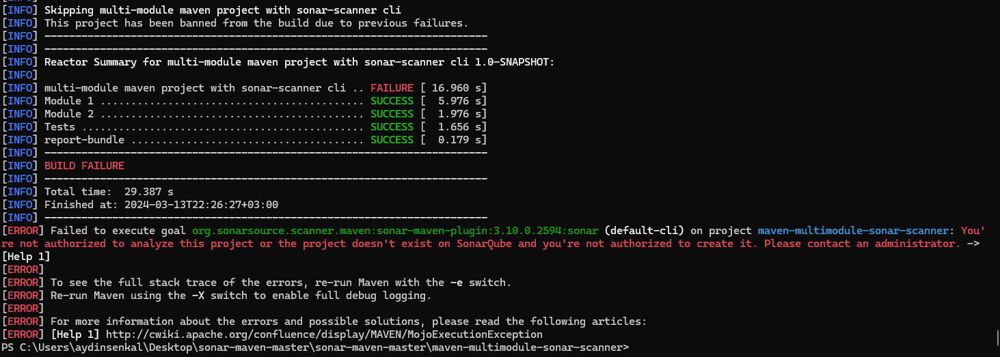 [INFO] Skipping multi-module maven project with sonar-scanner cli
[INFO] This project has been banned from the build due to previous failures.
[INFO] ------------------------------------------------------------------------
[INFO] ------------------------------------------------------------------------
[INFO] Reactor Summary for multi-module maven project with sonar-scanner cli 1.0-SNAPSHOT:
[INFO]
[INFO] multi-module maven project with sonar-scanner cli .. FAILURE [ 16.960 s]
[INFO] Module 1 ........................................... SUCCESS [  5.976 s]
[INFO] Module 2 ........................................... SUCCESS [  1.976 s]
[INFO] Tests .............................................. SUCCESS [  1.656 s]
[INFO] report-bundle ...................................... SUCCESS [  0.179 s]
[INFO] ------------------------------------------------------------------------
[INFO] BUILD FAILURE
[INFO] ------------------------------------------------------------------------
[INFO] Total time:  29.387 s
[INFO] Finished at: 2024-03-13T22:26:27+03:00
[INFO] ------------------------------------------------------------------------
[ERROR] Failed to execute goal org.sonarsource.scanner.maven:sonar-maven-plugin:3.10.0.2594:sonar (default-cli) on project maven-multimodule-sonar-scanner: You'
re not authorized to analyze this project or the project doesn't exist on SonarQube and you're not authorized to create it. Please contact an administrator. ->
[Help 1]
[ERROR]
[ERROR] To see the full stack trace of the errors, re-run Maven with the -e switch.
[ERROR] Re-run Maven using the -X switch to enable full debug logging.
[ERROR]
[ERROR] For more information about the errors and possible solutions, please read the following articles:
[ERROR] [Help 1] http://cwiki.apache.org/confluence/display/MAVEN/MojoExecutionException
PS C:\Users\aydinsenkal\Desktop\sonar-maven-master\sonar-maven-master\maven-multimodule-sonar-scanner>